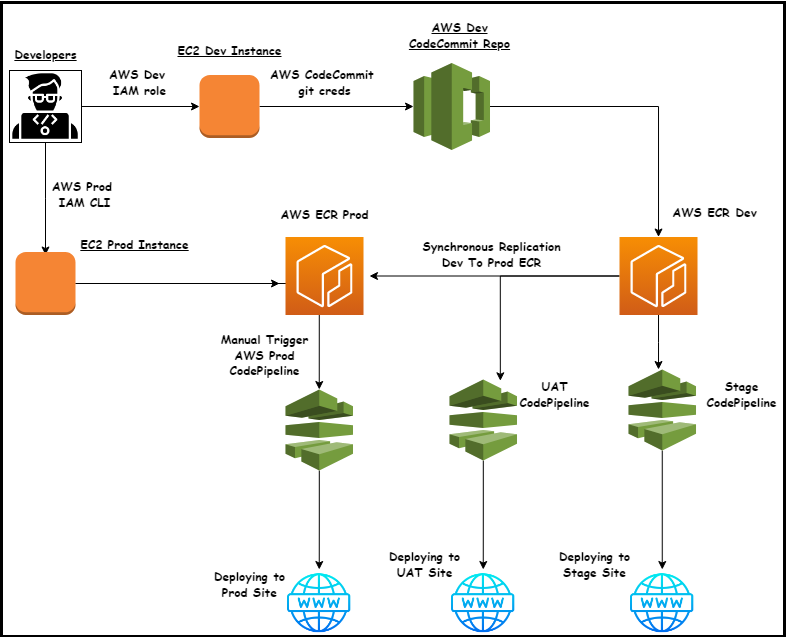 AWS Dev
CodeCommit Repo
EC2 Dev Instance
Developers
AWS Dev
IAM role
AWS CodeCommit
git creds
AWS Prod
IAM CLI
AWS ECR Prod
AWS ECR Dev
EC2 Prod Instance
Synchronous Replication
Dev To Prod ECR
Manual Trigger
AWS Prod
CodePipeline
UAT
CodePipeline
Stage
CodePipeline
Deploying to
Prod Site
Deploying to
UAT Site
Deploying to
Stage Site
WWW
WWW
WWW